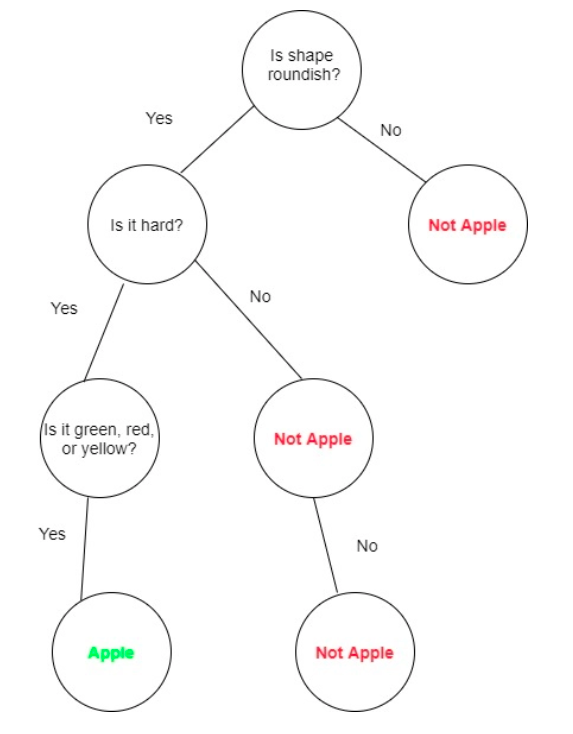 Is shape
roundish?
Yes
No
Is it hard?
Not Apple
Yes
No
Is it green, red,
or yellow?
Not Apple
Yes
No
Apple
Not Apple